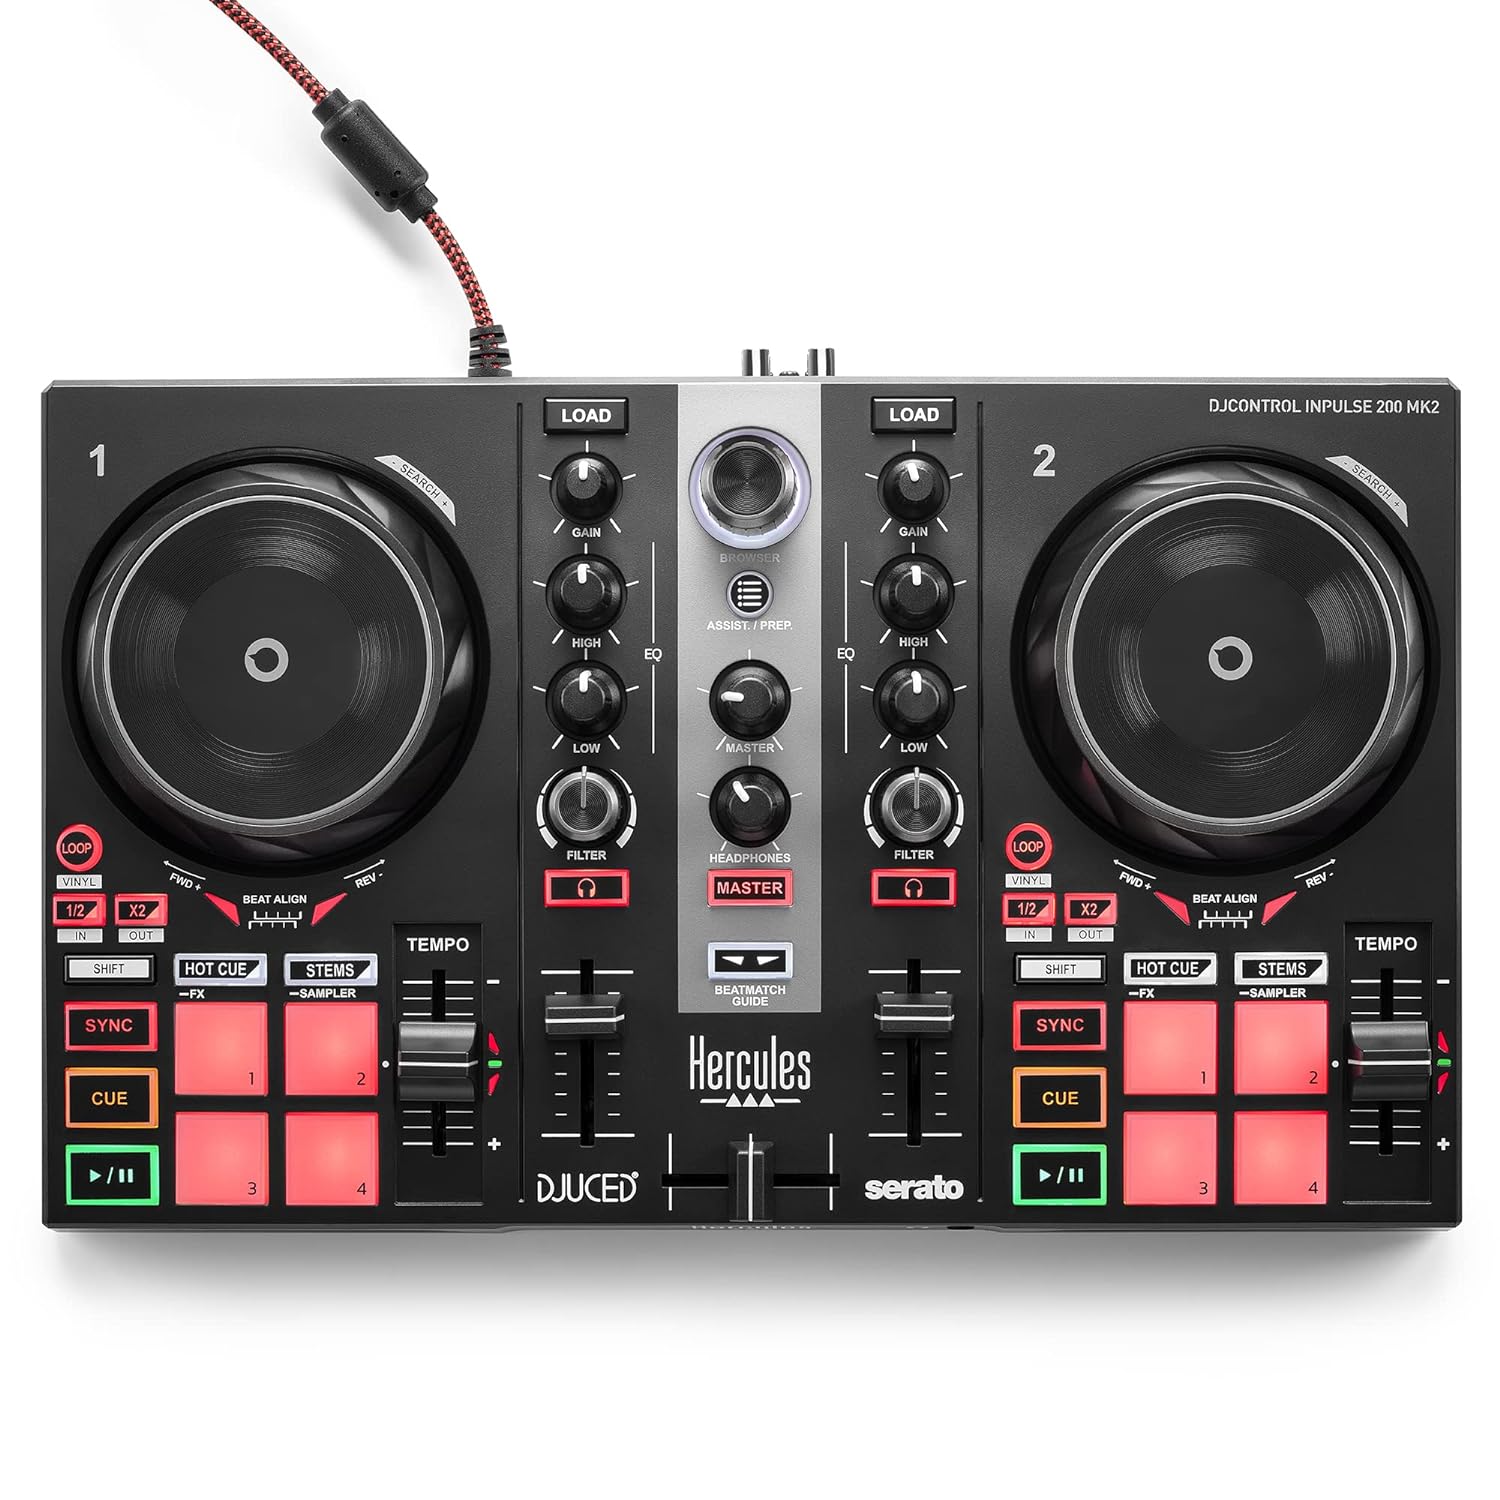 DJCONTROL INPULSE 200 MK2
1
- SEARCH +
LOAD
GAIN
HIGH
EQ
LOW
FILTER
BROWSER
ASSIST. / PREP.
MASTER
HEADPHONES
MASTER
BEATMATCH
GUIDE
LOAD
GAIN
HIGH
EQ
LOW
FILTER
2
- SEARCH +
LOOP
VINYL
1/2
X2
IN
OUT
FWD +
REV -
BEAT ALIGN
SHIFT
HOT CUE
STEMS
FX
SAMPLER
TEMPO
-
+
SYNC
CUE
1
2
3
4
Hercules
DJUCED®
serato
Hercules
LOOP
VINYL
1/2
X2
IN
OUT
FWD +
REV -
BEAT ALIGN
SHIFT
HOT CUE
STEMS
FX
SAMPLER
TEMPO
-
+
SYNC
CUE
1
2
3
4